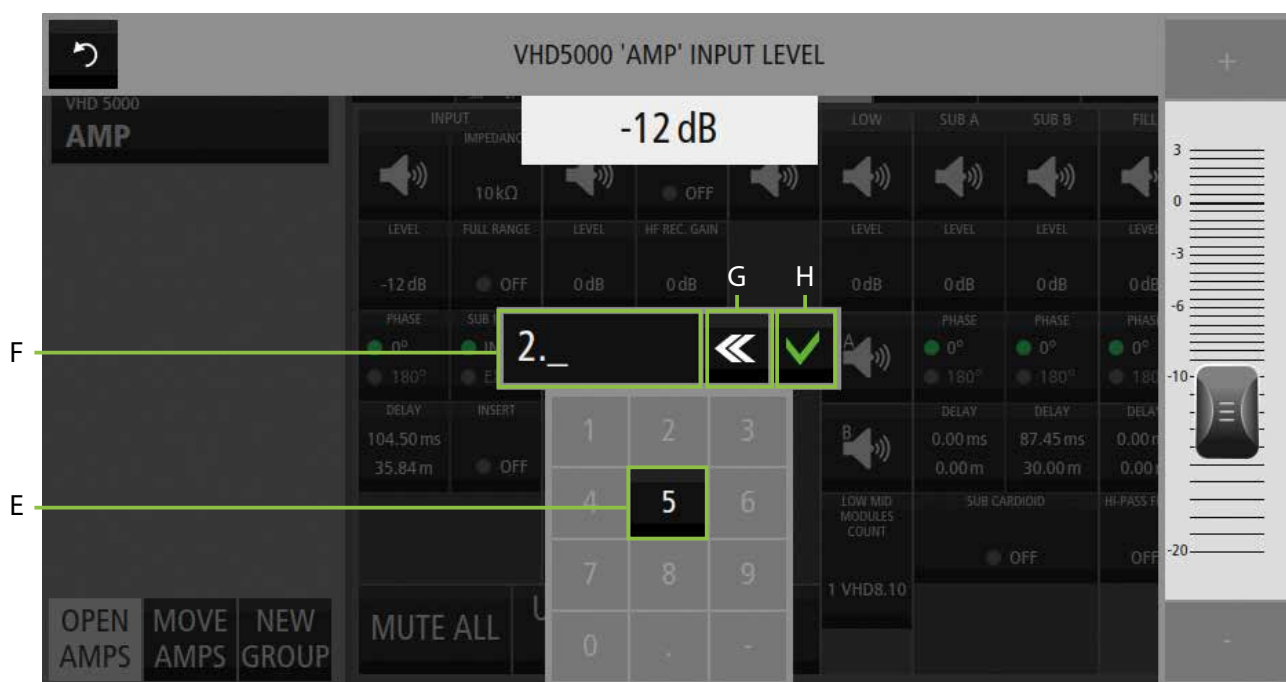 VHD5000 'AMP' INPUT LEVEL
+
VHD 5000
AMP
-12 dB
INPUT
LOW
SUB A
SUB B
FILL
10kΩ
OFF
LEVEL
FULL RANGE
LEVEL
HF REC. GAIN
LEVEL
LEVEL
LEVEL
-12 dB
OFF
0 dB
0 dB
0 dB
0 dB
0 dB
0 dB
G
H
PHASE
PHASE
PHASE
0°
A
0°
0°
0°
180°
180°
180°
180
F
2._
DELAY
INSERT
DELAY
DELAY
104.50 ms
35.84 m
OFF
B
0.00 ms
0.00 m
87.45 ms
30.00 m
1 2 3
4 5 6
7 8 9
0 . -
E
LOW MID
MODULES
COUNT
1 VHD8.10
SUB CARDIOID
OFF
HI-PASS
OFF
OPEN
AMPS
MOVE
AMPS
NEW
GROUP
MUTE ALL
3
0
-3
-6
-10
-20
-